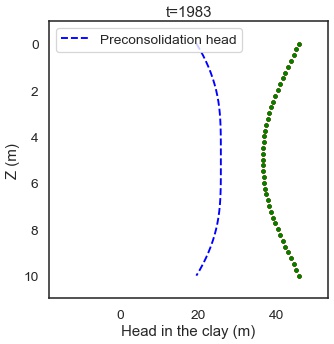 t=1983
Preconsolidation head
0
2
4
6
8
10
Z (m)
0 20 40
Head in the clay (m)